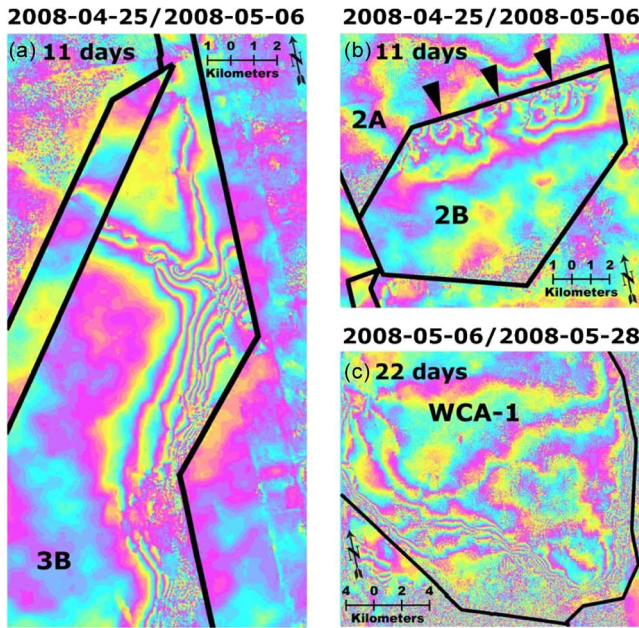 2008-04-25/2008-05-06
(a) 11 days
1 0 1 2
Kilometers
N
3B
2008-04-25/2008-05-06
(b) 11 days
2A
2B
1 0 1 2
Kilometers
N
2008-05-06/2008-05-28
(c) 22 days
WCA-1
N
4 0 4
Kilometers